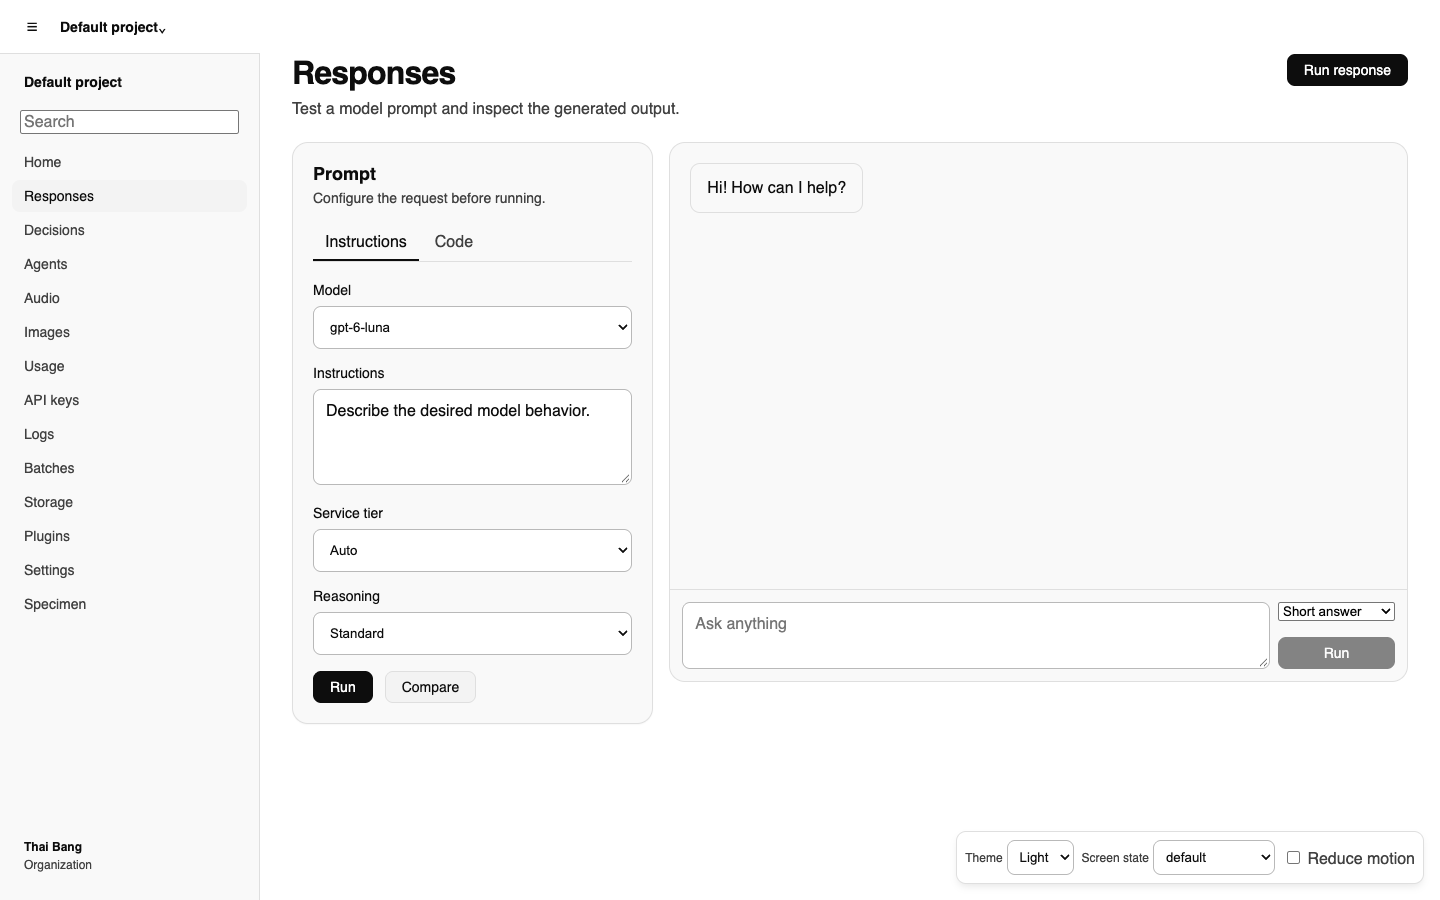 ☰ Default project⌄
Default project
Search
Home
Responses
Decisions
Agents
Audio
Images
Usage
API keys
Logs
Batches
Storage
Plugins
Settings
Specimen
Thai Bang
Organization
Responses
Run response
Test a model prompt and inspect the generated output.
Prompt
Configure the request before running.
Instructions Code
Model
gpt-6-luna
Instructions
Describe the desired model behavior.
Service tier
Auto
Reasoning
Standard
Run Compare
Hi! How can I help?
Ask anything
Short answer
Run
Theme Light Screen state default Reduce motion